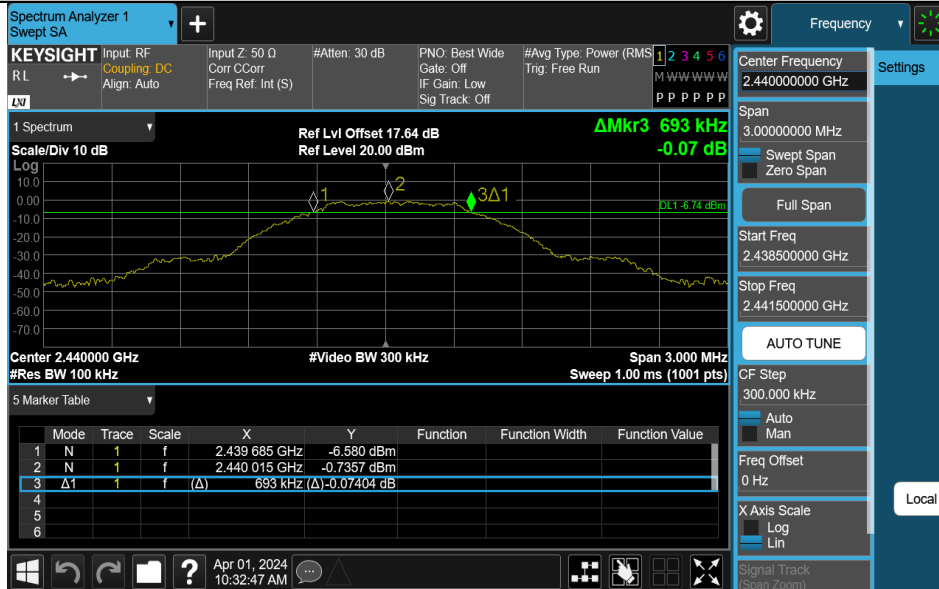 Spectrum Analyzer 1
Swept SA
+
Frequency
KEYSIGHT
RL
LXI
Input: RF
Coupling: DC
Align: Auto
Input Z: 50 Ω
Corr CCorr
Freq Ref: Int (S)
#Atten: 30 dB
PNO: Best Wide
Gate: Off
IF Gain: Low
Sig Track: Off
#Avg Type: Power (RMS
Trig: Free Run
1 2 3 4 5 6
M W W W W W
P P P P P P
1 Spectrum
Scale/Div 10 dB
Ref Lvl Offset 17.64 dB
Ref Level 20.00 dBm
ΔMkr3 693 kHz
-0.07 dB
Log
10.0
0.00
-10.0
-20.0
-30.0
-40.0
-50.0
-60.0
-70.0
1
2
3Δ1
DL1 -6.74 dBm
Center 2.440000 GHz
#Video BW 300 kHz
Span 3.000 MHz
#Res BW 100 kHz
Sweep 1.00 ms (1001 pts)
5 Marker Table
Mode Trace Scale X Y Function Function Width Function Value
1 N 1 f 2.439 685 GHz -6.580 dBm
2 N 1 f 2.440 015 GHz -0.7357 dBm
3 Δ1 1 f (Δ) 693 kHz (Δ) -0.07404 dB
4
5
6
?
Apr 01, 2024
10:32:47 AM
Center Frequency
2.440000000 GHz
Settings
Span
3.00000000 MHz
Swept Span
Zero Span
Full Span
Start Freq
2.438500000 GHz
Stop Freq
2.441500000 GHz
AUTO TUNE
CF Step
300.000 kHz
Auto
Man
Freq Offset
0 Hz
Local
X Axis Scale
Log
Lin
Signal Track
(Span Zoom)